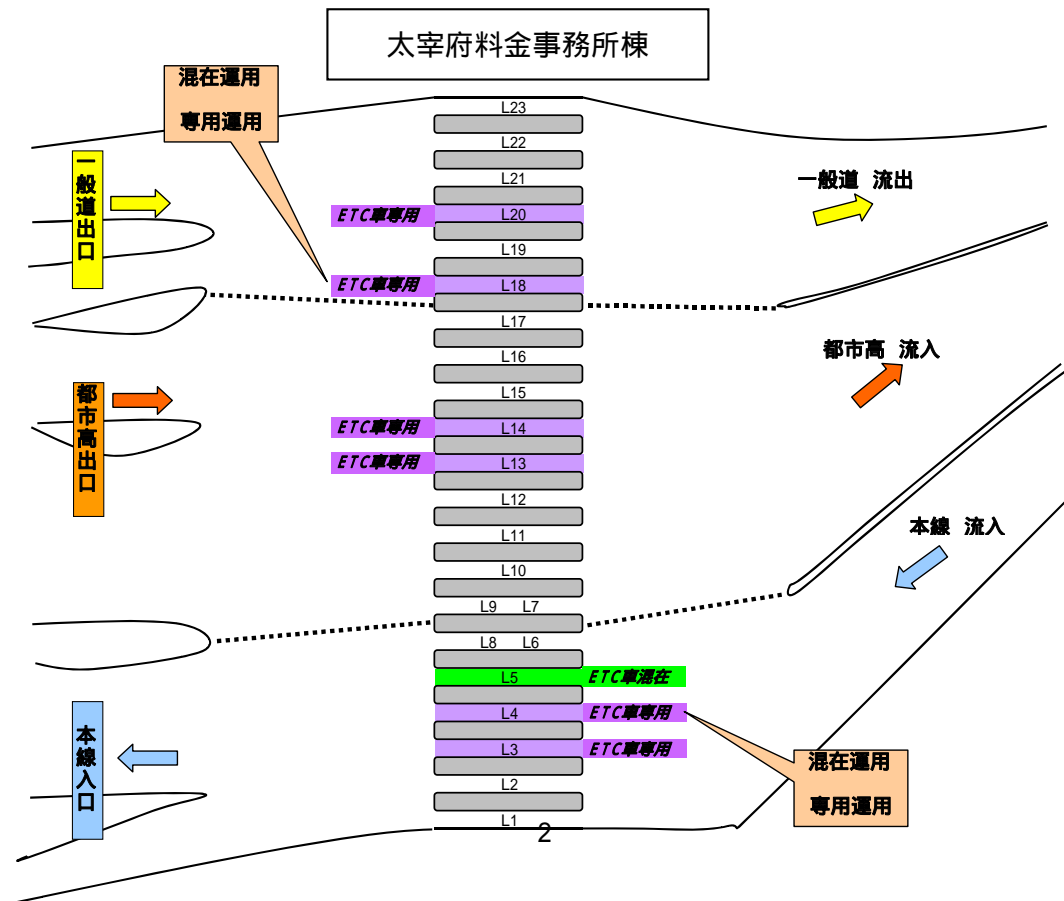 太宰府料金事務所棟
混在運用
専用運用
L23
L22
L21
ETC車専用 L20
L19
ETC車専用 L18
L17
L16
L15
ETC車専用 L14
ETC車専用 L13
L12
L11
L10
L9 L7
L8 L6
L5 ETC車混在
L4 ETC車専用
L3 ETC車専用
L2
L1
2
一般道出口
都市高出口
本線入口
一般道 流出
都市高 流入
本線 流入
混在運用
専用運用